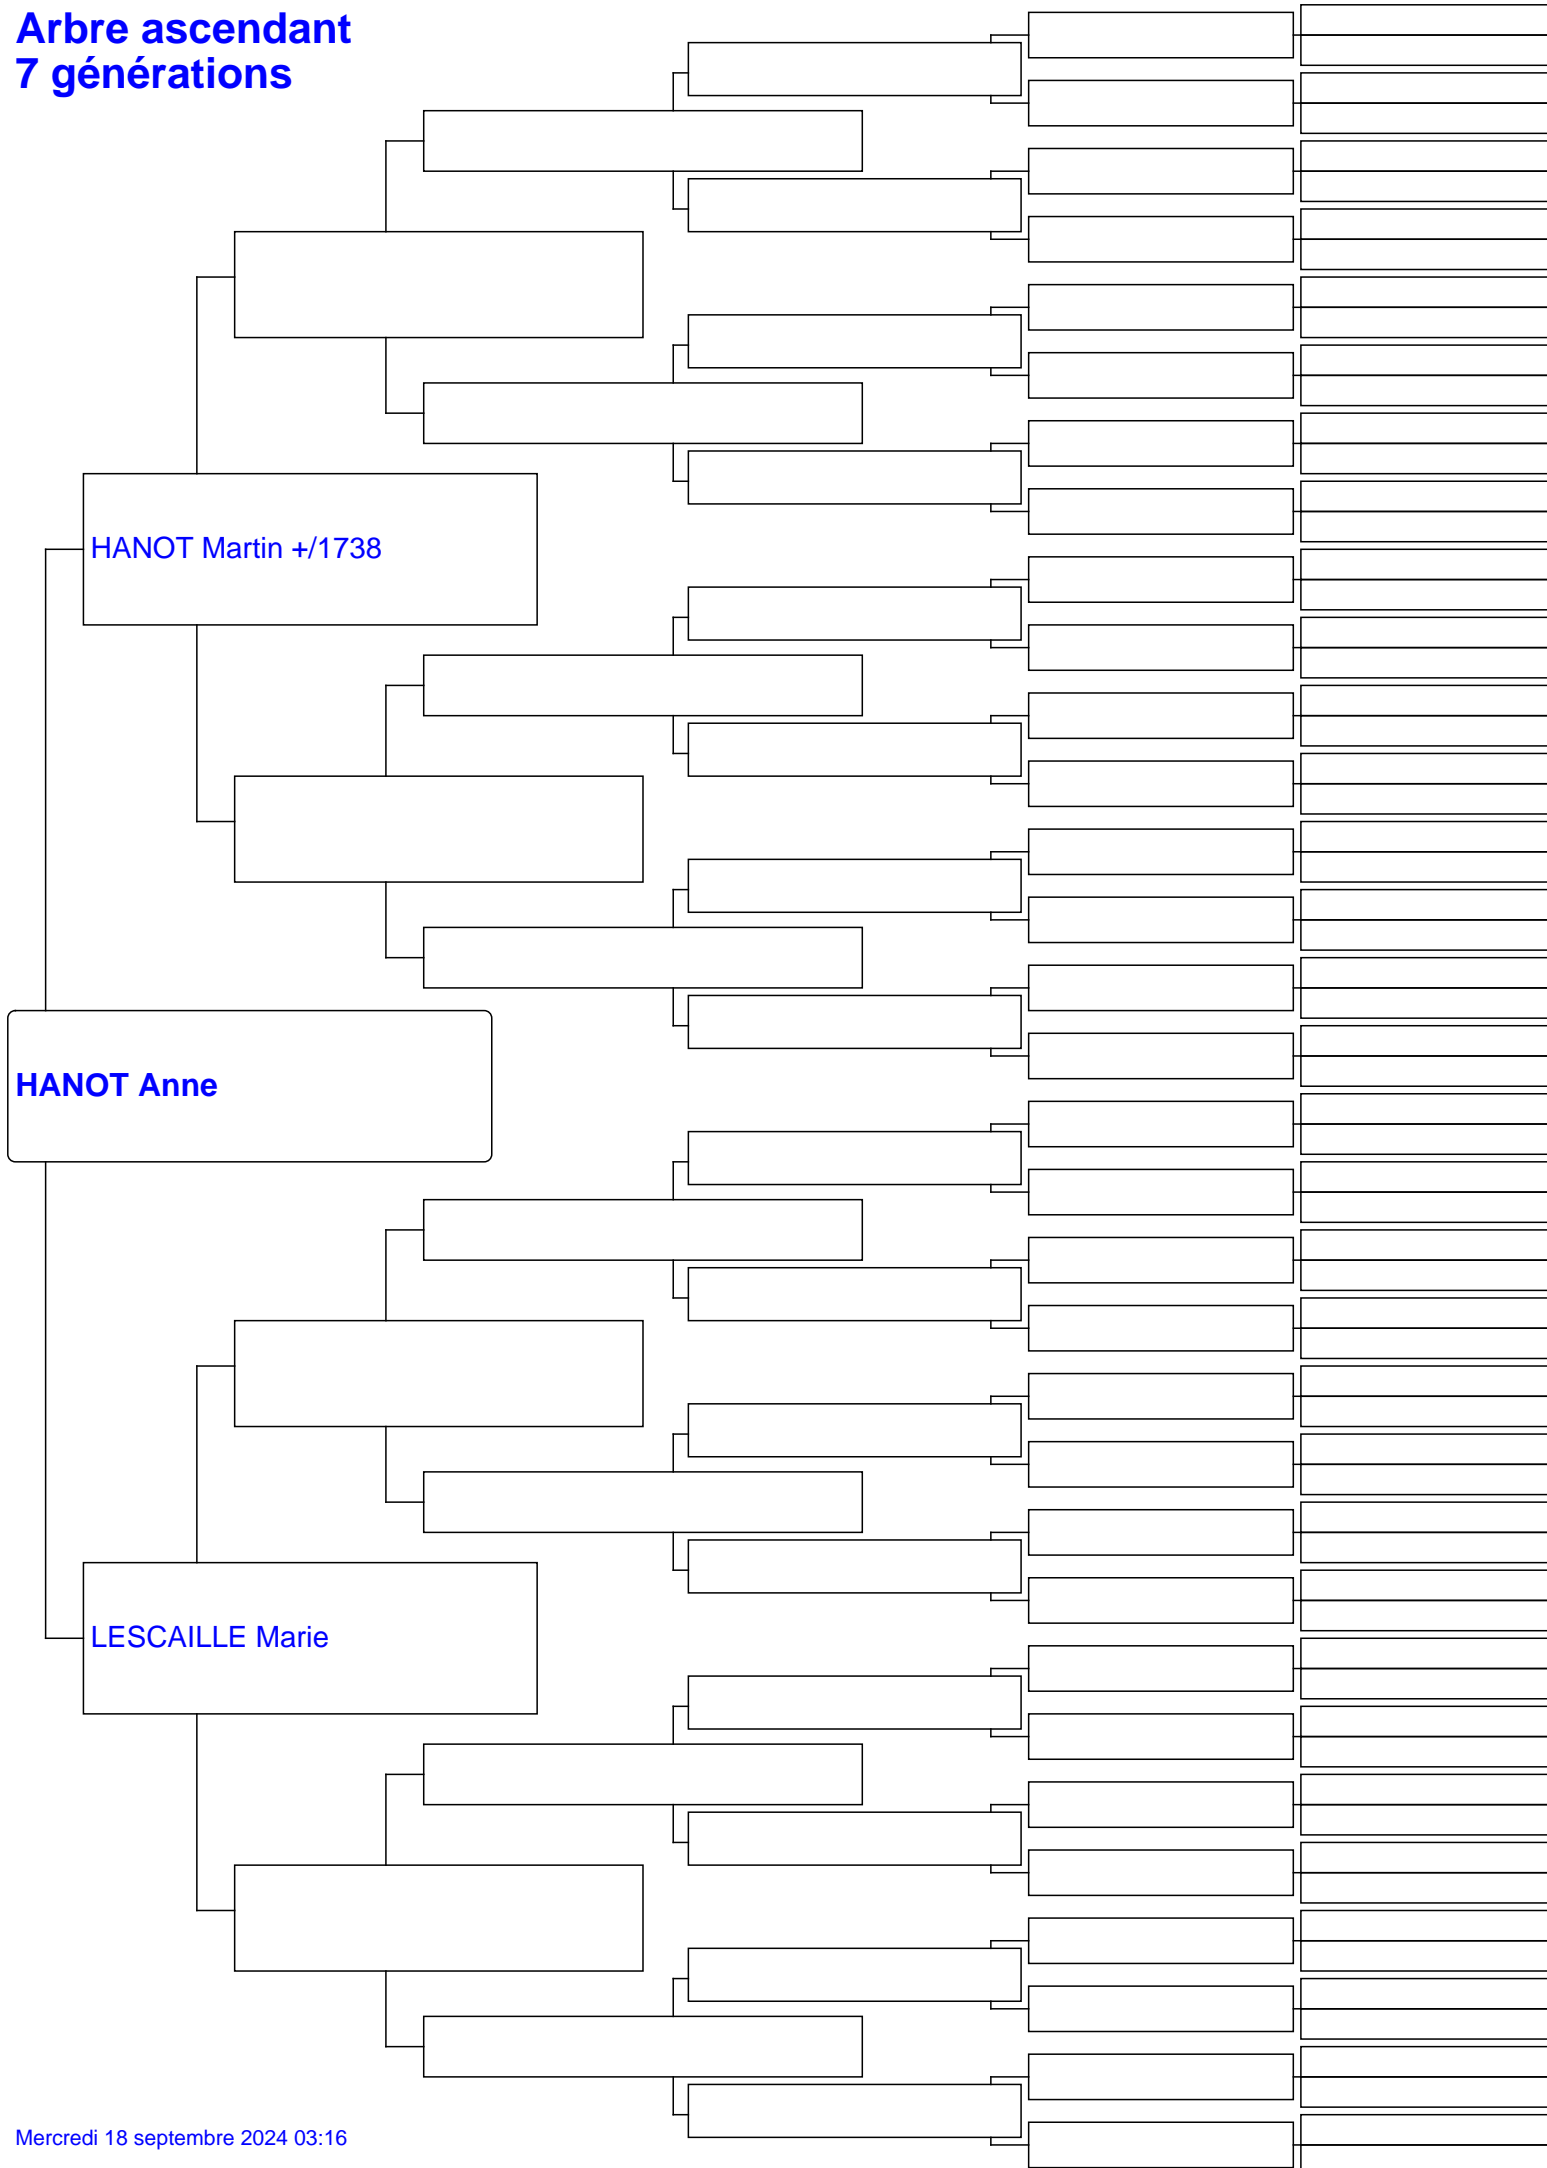 Arbre ascendant
7 générations
HANOT Martin +/1738
HANOT Anne
LESCAILLE Marie
Mercredi 18 septembre 2024 03:16